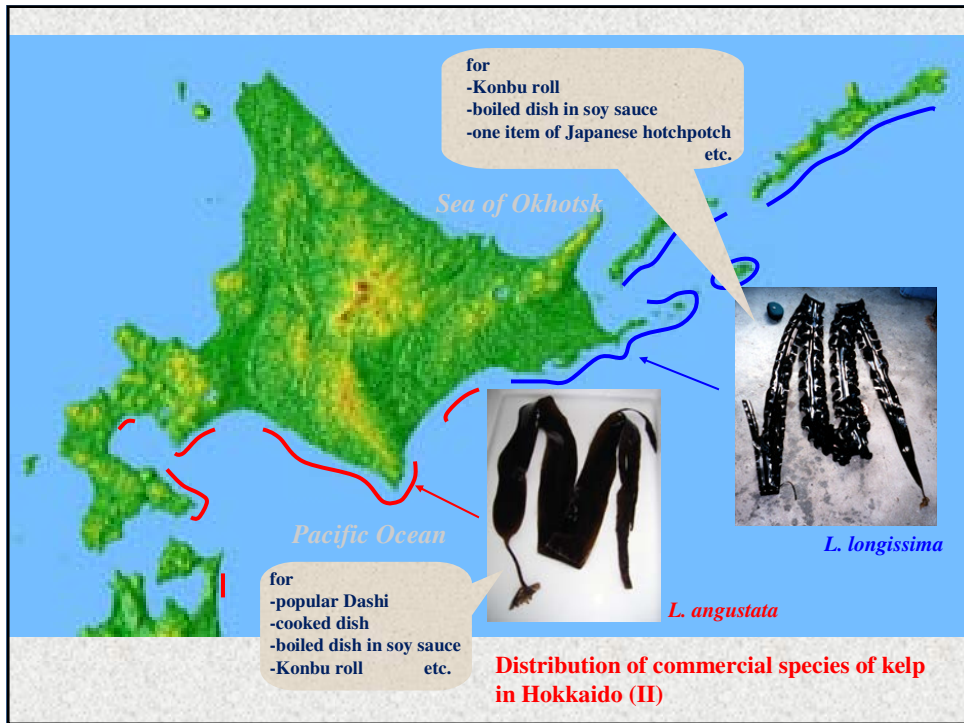 for
-Konbu roll
-boiled dish in soy sauce
-one item of Japanese hotchpotch
etc.
Sea of Okhotsk
L. longissima
Pacific Ocean
L. angustata
for
-popular Dashi
-cooked dish
-boiled dish in soy sauce
-Konbu roll etc.
Distribution of commercial species of kelp
in Hokkaido (II)